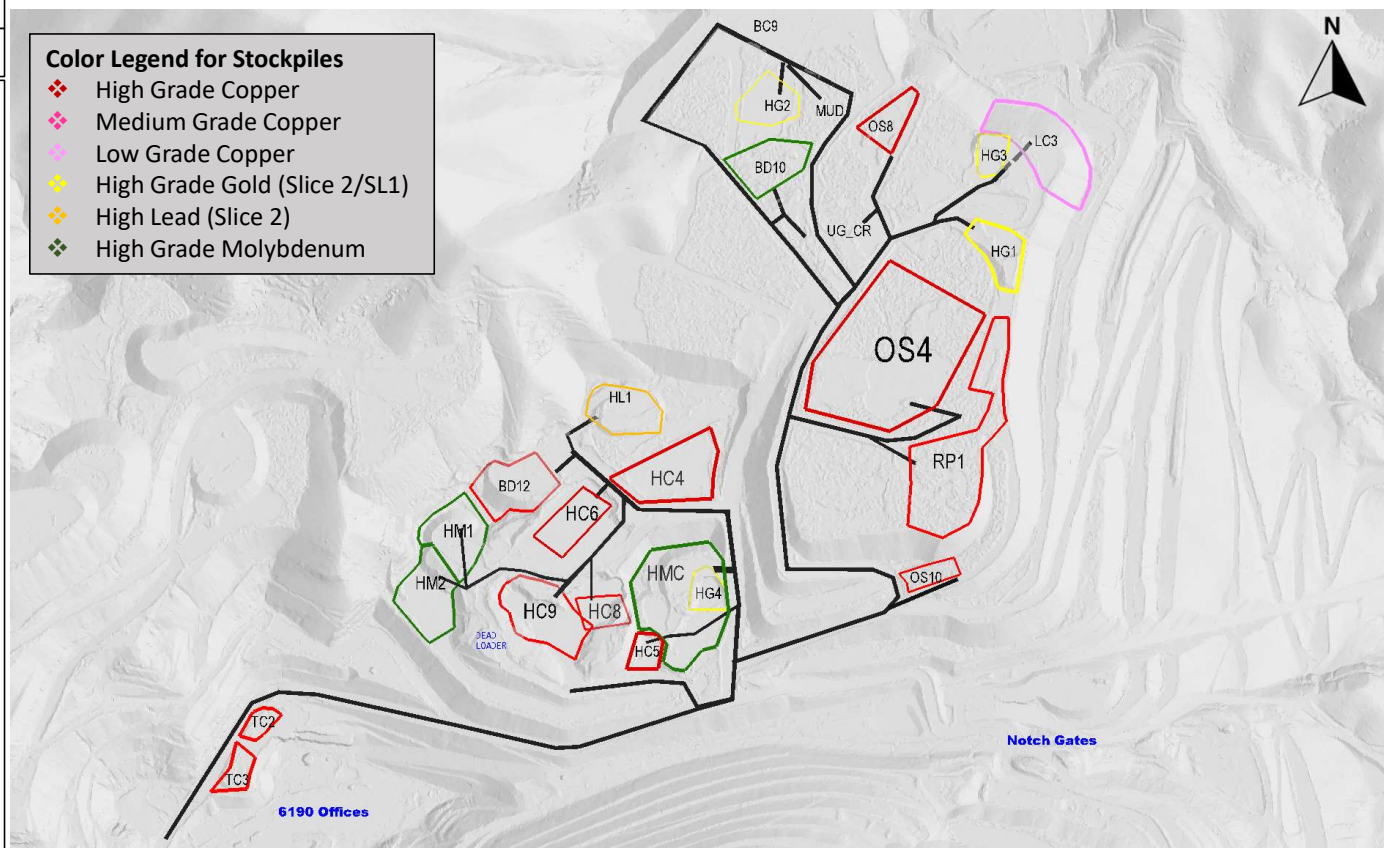 N
BC9
Color Legend for Stockpiles
High Grade Copper
Medium Grade Copper
Low Grade Copper
High Grade Gold (Slice 2/SL1)
High Lead (Slice 2)
High Grade Molybdenum
HG2
MUD
OS8
LC3
HG3
BD10
UG_CR
HG1
OS4
HL1
RP1
HC4
BD12
HC6
HM1
HMC
OS10
HM2
HG4
HC9
HC8
DEAD
LOADER
HC5
TC2
Notch Gates
TC3
6190 Offices